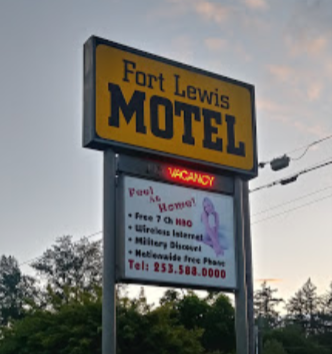 Fort Lewis
MOTEL
VACANCY
Feel
At
Home!
• Free 7 Ch HBO
• Wireless Internet
• Military Discount
• Nationwide Free Phone
Tel: 253.588.0000